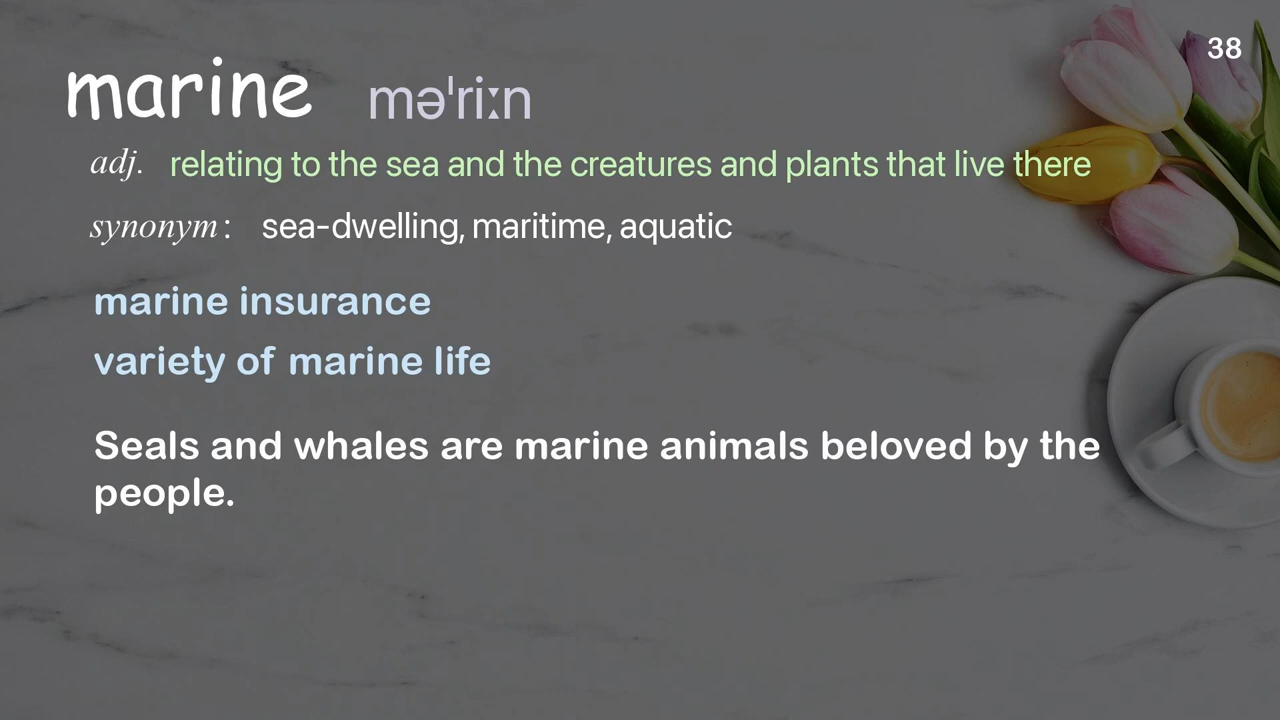 38
marine məˈriːn
adj. relating to the sea and the creatures and plants that live there
synonym: sea-dwelling, maritime, aquatic
marine insurance
variety of marine life
Seals and whales are marine animals beloved by the
people.